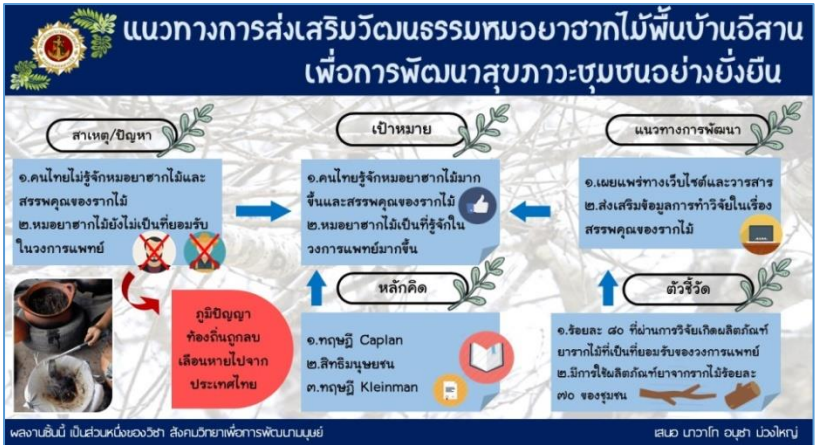 แนวทางการส่งเสริมวัฒนธรรมหมอยาฮากไม้พื้นบ้านอีสาน
เพื่อการพัฒนาสุขภาวะชุมชนอย่างยั่งยืน
สาเหตุ/ปัญหา
๑.คนไทยไม่รู้จักหมอยาฮากไม้และ
สรรพคุณของรากไม้
๒.หมอยาฮากไม้ยังไม่เป็นที่ยอมรับ
ในวงการแพทย์
ภูมิปัญญา
ท้องถิ่นถูกลบ
เลือนหายไปจาก
ประเทศไทย
เป้าหมาย
๑.คนไทยรู้จักหมอยาฮากไม้มาก
ขึ้นและสรรพคุณของรากไม้
๒.หมอยาฮากไม้เป็นที่รู้จักใน
วงการแพทย์มากขึ้น
หลักคิด
๑.ทฤษฎี Caplan
๒.สิทธิมนุษยชน
๓.ทฤษฎี Kleinman
แนวทางการพัฒนา
๑.เผยแพร่ทางเว็บไซต์และวารสาร
๒.ส่งเสริมข้อมูลการทำวิจัยในเรื่อง
สรรพคุณของรากไม้
ตัวชี้วัด
๑.ร้อยละ ๘๐ ที่ผ่านการวิจัยเกิดผลิตภัณฑ์
ยารากไม้ที่เป็นที่ยอมรับของวงการแพทย์
๒.มีการใช้ผลิตภัณฑ์ยาจากรากไม้ร้อยละ
๗๐ ของชุมชน
ผลงานชิ้นนี้ เป็นส่วนหนึ่งของวิชา สังคมวิทยาเพื่อการพัฒนามนุษย์
เสนอ นาวาโท อนุชา ม่วงใหญ่